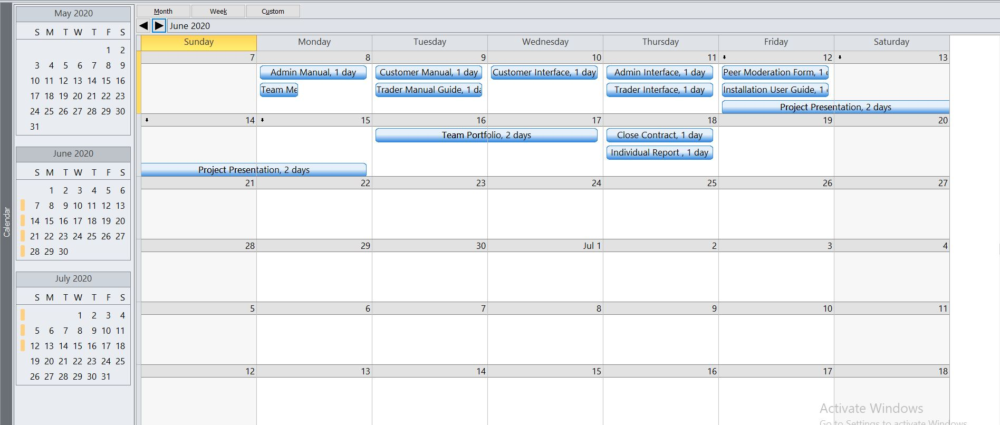 Calendar
May 2020
S M T W T F S
1 2
3 4 5 6 7 8 9
10 11 12 13 14 15 16
17 18 19 20 21 22 23
24 25 26 27 28 29 30
31
June 2020
S M T W T F S
1 2 3 4 5 6
7 8 9 10 11 12 13
14 15 16 17 18 19 20
21 22 23 24 25 26 27
28 29 30
July 2020
S M T W T F S
1 2 3 4
5 6 7 8 9 10 11
12 13 14 15 16 17 18
19 20 21 22 23 24 25
26 27 28 29 30 31
Month Week Custom
June 2020
Sunday Monday Tuesday Wednesday Thursday Friday Saturday
7 8 9 10 11 12 13
Admin Manual, 1 day Customer Manual, 1 day Customer Interface, 1 day Admin Interface, 1 day Peer Moderation Form, 1
Team Trader Manual Guide, 1 Trader Interface, 1 day Installation User Guide, 1
Project Presentation, 2 days
14 15 16 17 18 19 20
Team Portfolio, 2 days Close Contract, 1 day
Individual Report , 1 day
Project Presentation, 2 days
21 22 23 24 25 26 27
28 29 30 Jul 1 2 3 4
5 6 7 8 9 10 11
12 13 14 15 16 17 18
Activate Windows
Go to Settings to activate Windows